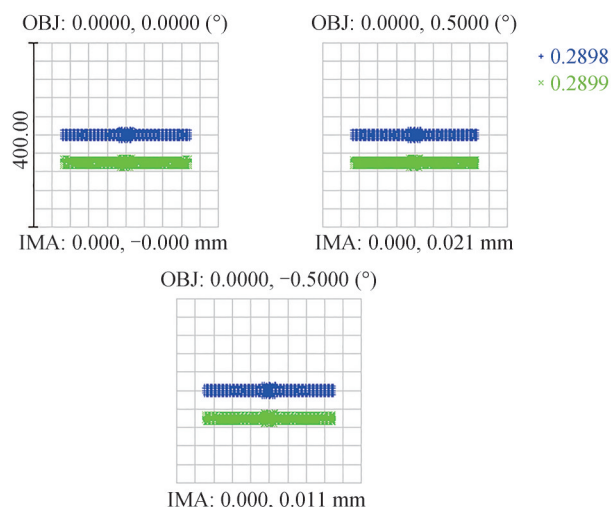 OBJ: 0.0000, 0.0000 (°)
OBJ: 0.0000, 0.5000 (°)
+ 0.2898
× 0.2899
400.00
IMA: 0.000, −0.000 mm
IMA: 0.000, 0.021 mm
OBJ: 0.0000, −0.5000 (°)
IMA: 0.000, 0.011 mm